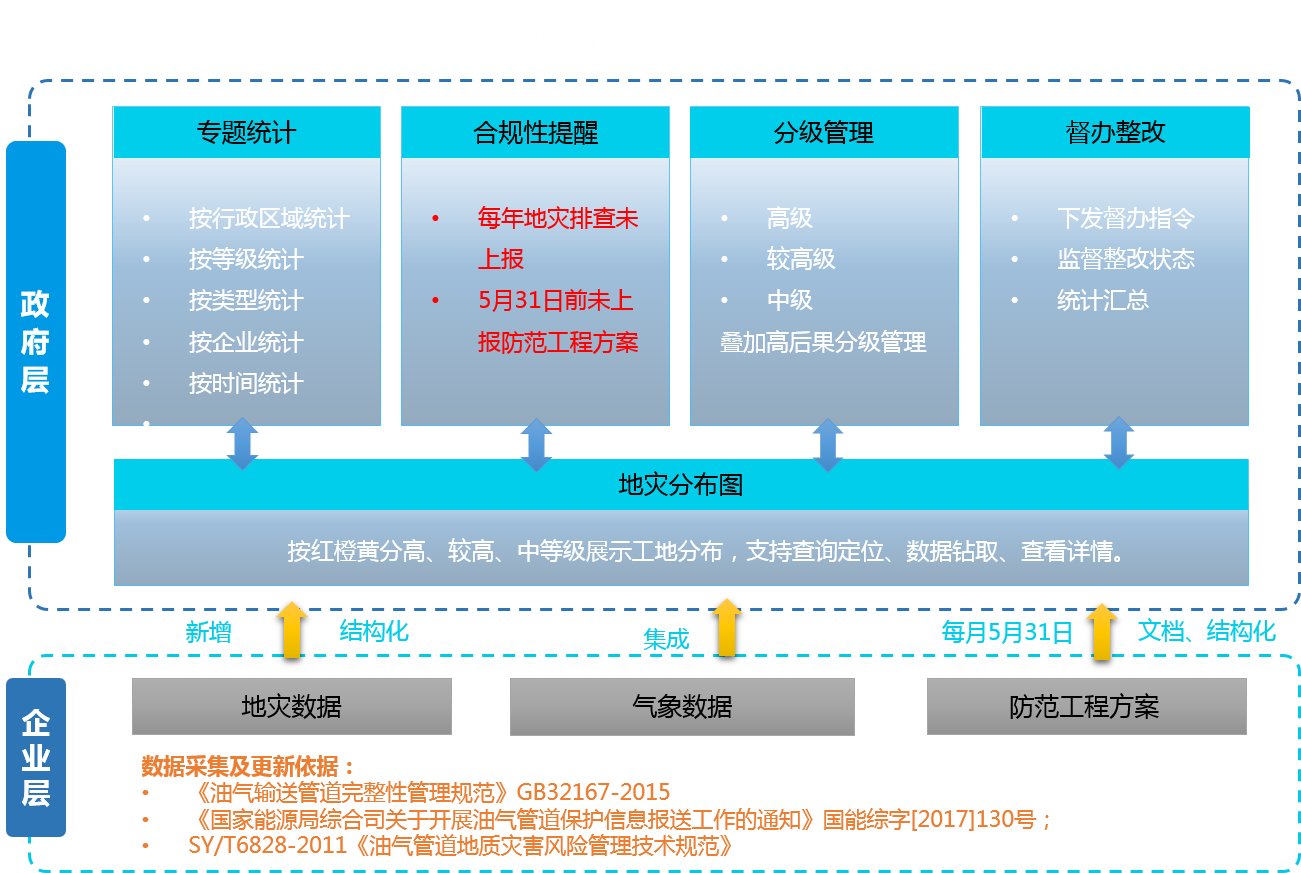 政府层
专题统计
• 按行政区域统计
• 按等级统计
• 按类型统计
• 按企业统计
• 按时间统计
•
合规性提醒
• 每年地灾排查未
上报
• 5月31日前未上
报防范工程方案
分级管理
• 高级
• 较高级
• 中级
叠加高后果分级管理
督办整改
• 下发督办指令
• 监督整改状态
• 统计汇总
地灾分布图
按红橙黄分高、较高、中等级展示工地分布，支持查询定位、数据钻取、查看详情。
新增
结构化
集成
每月5月31日
文档、结构化
企业层
地灾数据
气象数据
防范工程方案
数据采集及更新依据：
• 《油气输送管道完整性管理规范》GB32167-2015
• 《国家能源局综合司关于开展油气管道保护信息报送工作的通知》国能综字[2017]130号；
• SY/T6828-2011《油气管道地质灾害风险管理技术规范》